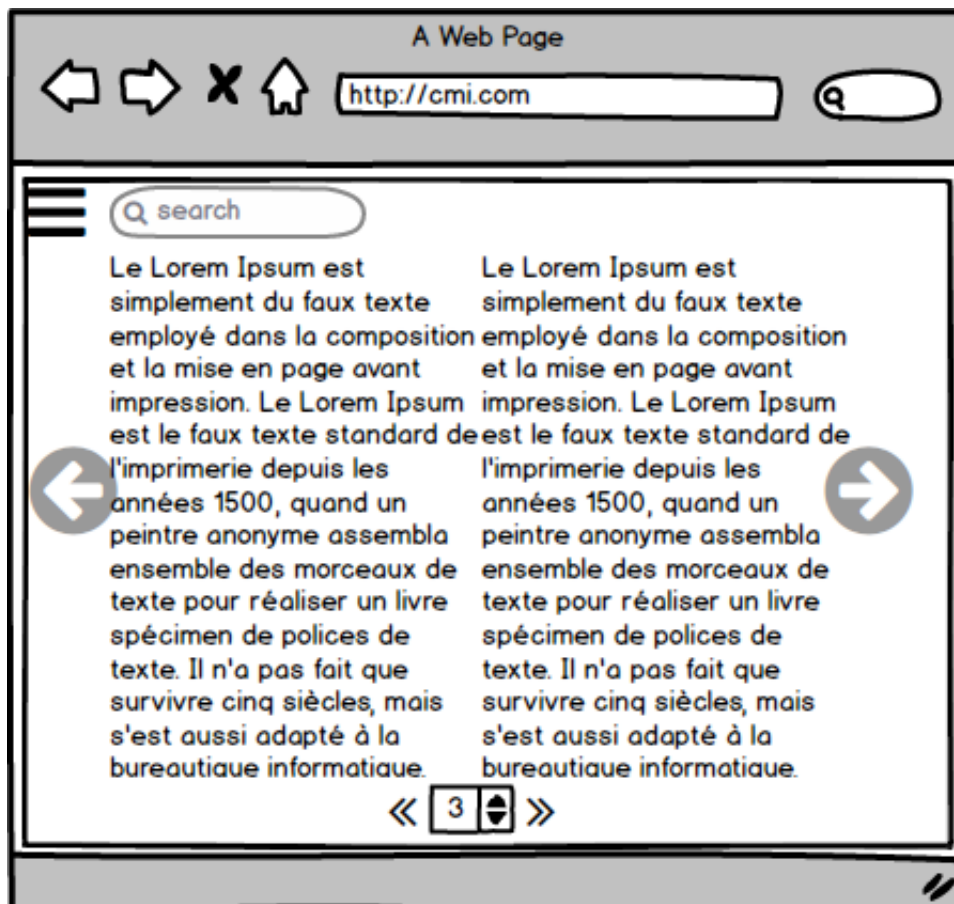 A Web Page
http://cmi.com
search
Le Lorem Ipsum est
simplement du faux texte
employé dans la composition
et la mise en page avant
impression. Le Lorem Ipsum
est le faux texte standard de
l'imprimerie depuis les
années 1500, quand un
peintre anonyme assembla
ensemble des morceaux de
texte pour réaliser un livre
spécimen de polices de
texte. Il n'a pas fait que
survivre cinq siècles, mais
s'est aussi adapté à la
bureautique informatique.
Le Lorem Ipsum est
simplement du faux texte
employé dans la composition
et la mise en page avant
impression. Le Lorem Ipsum
est le faux texte standard de
l'imprimerie depuis les
années 1500, quand un
peintre anonyme assembla
ensemble des morceaux de
texte pour réaliser un livre
spécimen de polices de
texte. Il n'a pas fait que
survivre cinq siècles, mais
s'est aussi adapté à la
bureautique informatique.
« 3 »